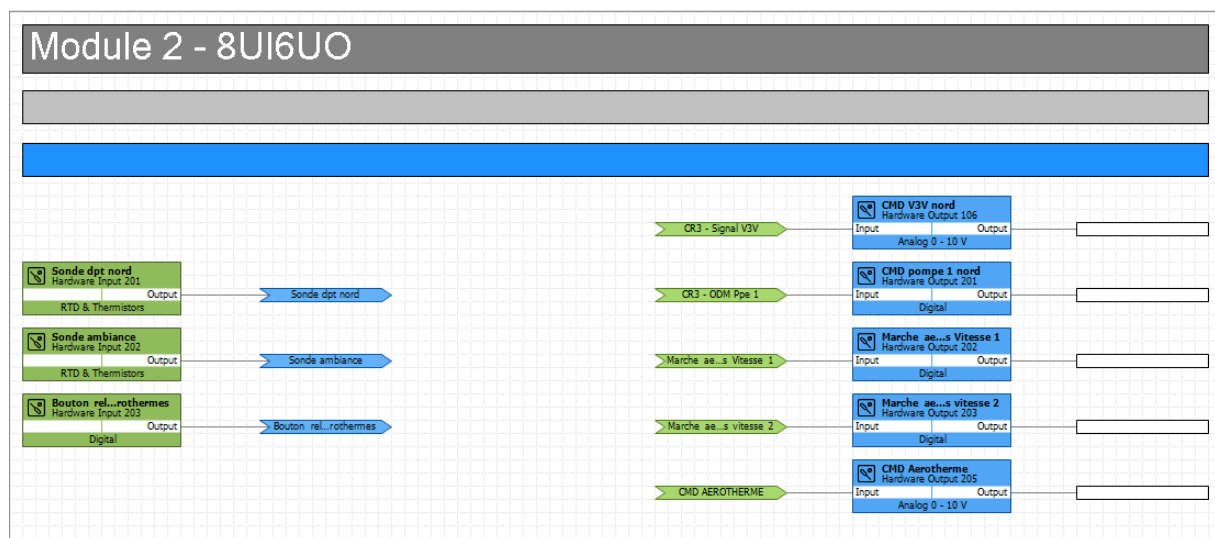 Module 2 - 8UI6UO
CMD V3V nord
Hardware Output 106
CR3 - Signal V3V
Input Output
Analog 0 - 10 V
Sonde dpt nord
Hardware Input 201
Output
RTD & Thermistors
Sonde dpt nord
CR3 - ODM Ppe 1
CMD pompe 1 nord
Hardware Output 201
Input Output
Digital
Sonde ambiance
Hardware Input 202
Output
RTD & Thermistors
Sonde ambiance
Marche ae...s Vitesse 1
Marche ae...s Vitesse 1
Hardware Output 202
Input Output
Digital
Bouton rel...rothermes
Hardware Input 203
Output
Digital
Bouton rel...rothermes
Marche ae...s vitesse 2
Marche ae...s vitesse 2
Hardware Output 203
Input Output
Digital
CMD AEROTHERME
CMD Aerotherme
Hardware Output 205
Input Output
Analog 0 - 10 V